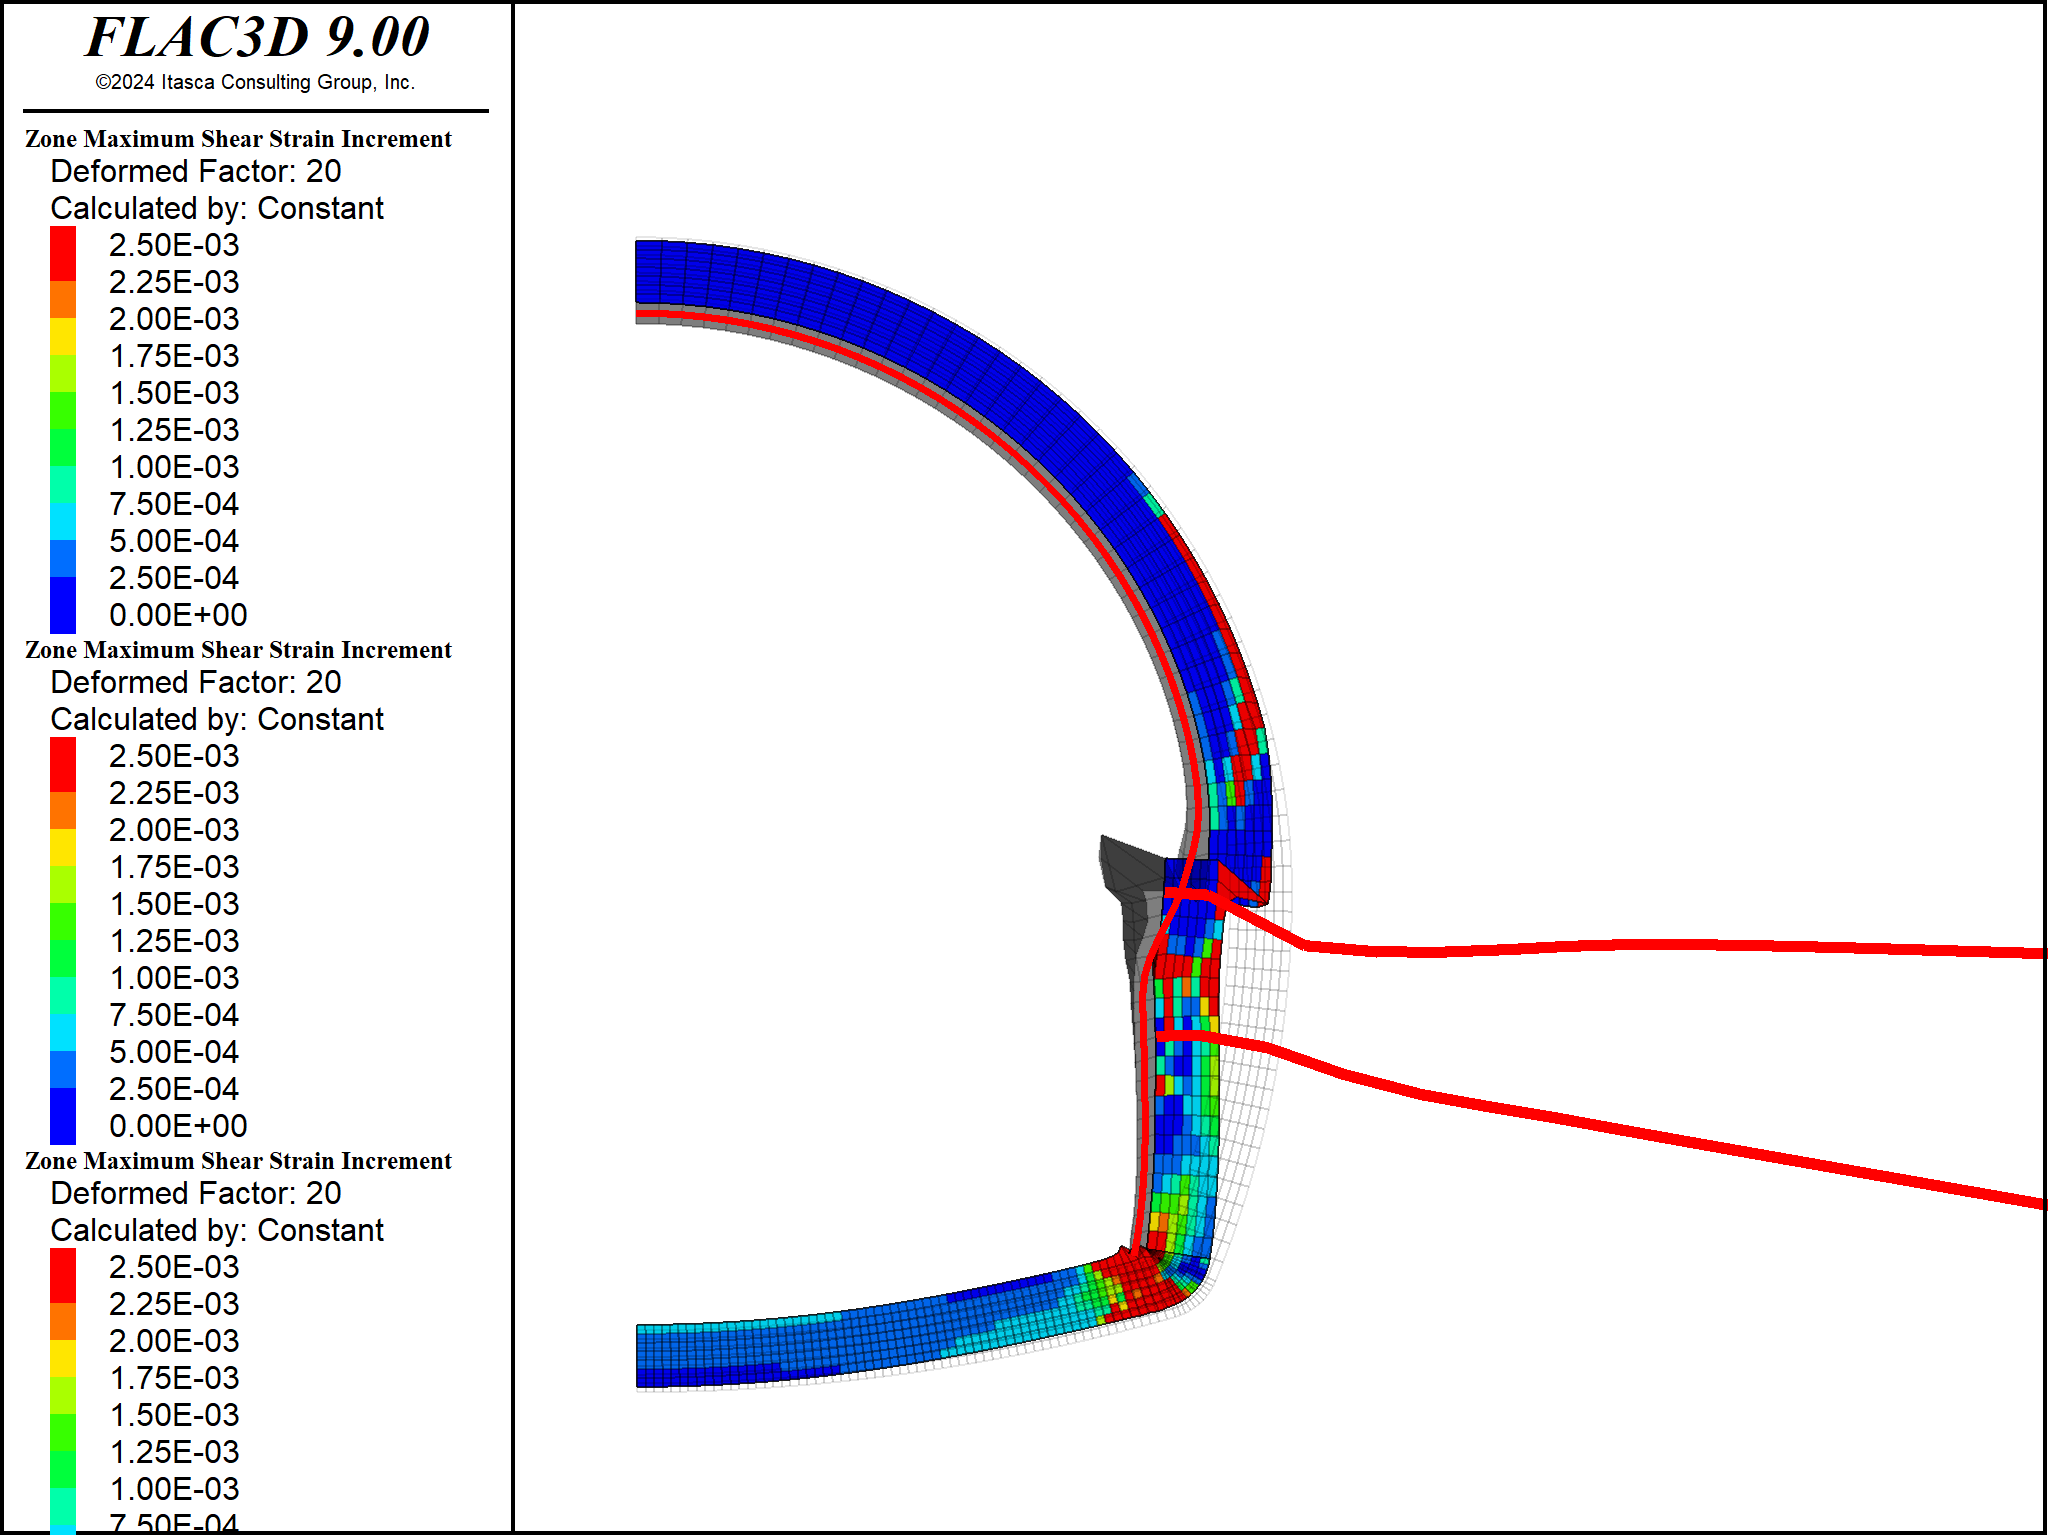 FLAC3D 9.00
©2024 Itasca Consulting Group, Inc.
Zone Maximum Shear Strain Increment
Deformed Factor: 20
Calculated by: Constant
2.50E-03
2.25E-03
2.00E-03
1.75E-03
1.50E-03
1.25E-03
1.00E-03
7.50E-04
5.00E-04
2.50E-04
0.00E+00
Zone Maximum Shear Strain Increment
Deformed Factor: 20
Calculated by: Constant
2.50E-03
2.25E-03
2.00E-03
1.75E-03
1.50E-03
1.25E-03
1.00E-03
7.50E-04
5.00E-04
2.50E-04
0.00E+00
Zone Maximum Shear Strain Increment
Deformed Factor: 20
Calculated by: Constant
2.50E-03
2.25E-03
2.00E-03
1.75E-03
1.50E-03
1.25E-03
1.00E-03
7.50E-04